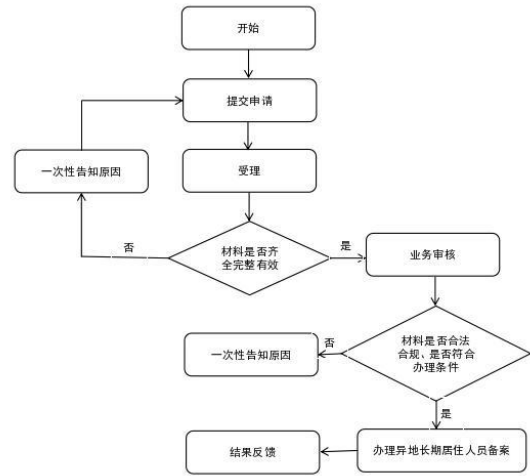 开始
提交申请
一次性告知原因
受理
否
材料是否齐
全完整有效
是
业务审核
一次性告知原因
否
材料是否合法
合规、是否符合
办理条件
是
结果反馈
办理异地长期居住人员备案